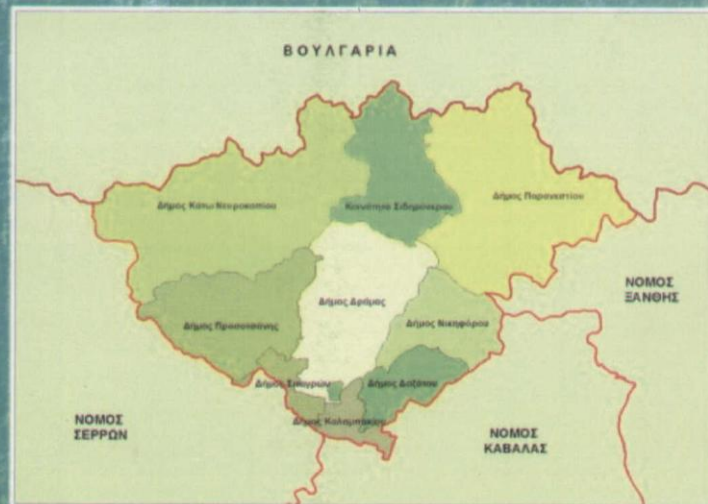 ΒΟΥΛΓΑΡΙΑ
Δήμος Κάτω Νευροκοπίου
Κοινότητα Σιδηρόνερου
Δήμος Παρανεστίου
ΝΟΜΟΣ
ΞΑΝΘΗΣ
Δήμος Δράμας
Δήμος Προσοτσάνης
Δήμος Νικηφόρου
Δήμος Σιταγρών
Δήμος Δοξάτου
Δήμος Καλαμπακίου
ΝΟΜΟΣ
ΣΕΡΡΩΝ
ΝΟΜΟΣ
ΚΑΒΑΛΑΣ